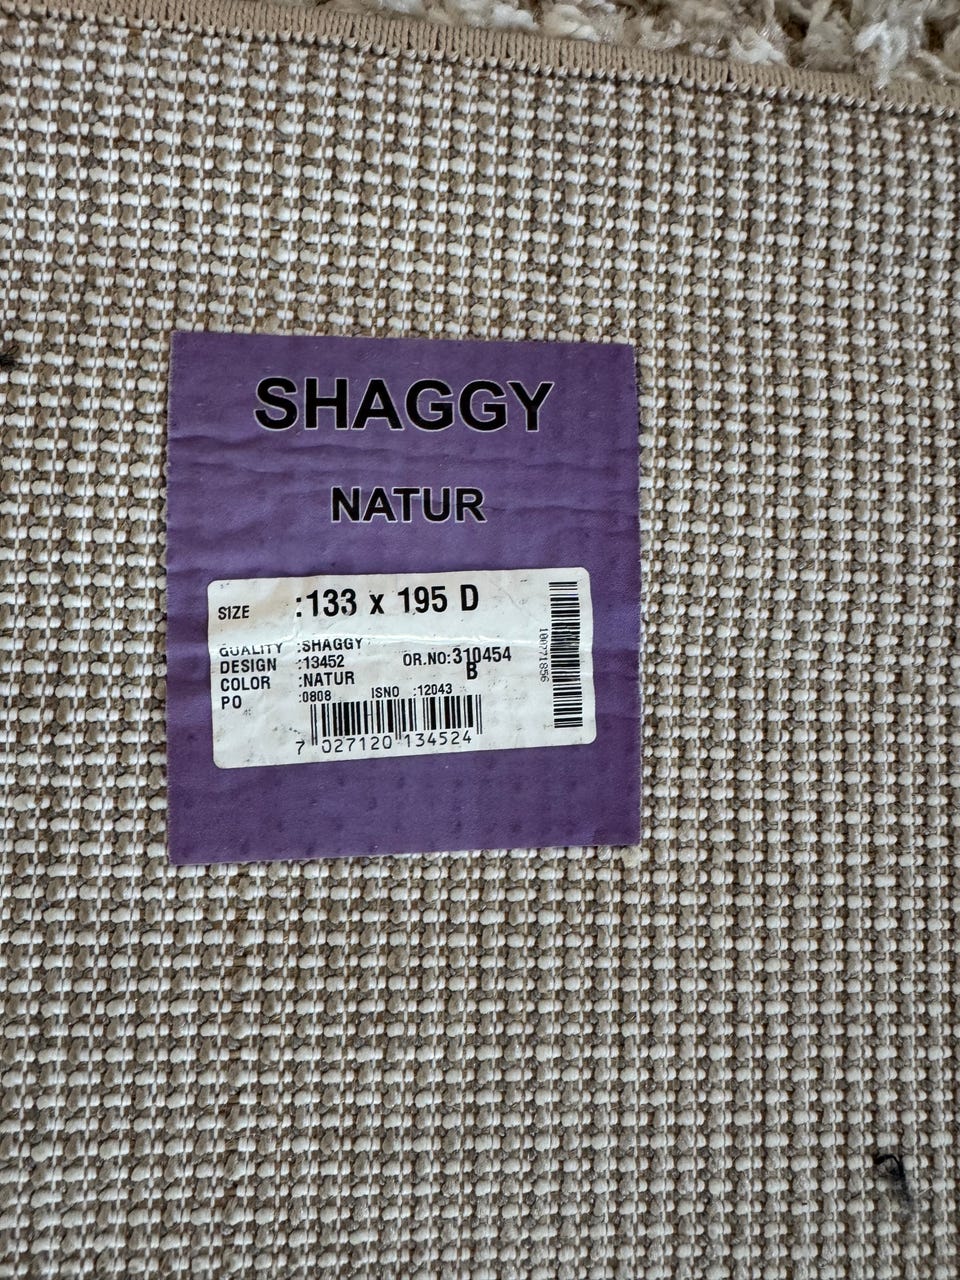 SHAGGY
NATUR
SIZE :133 x 195 D
QUALITY :SHAGGY
DESIGN :13452 OR.NO:310454
COLOR :NATUR B
PO :0808 ISNO :12043
7 027120 134524
100771856